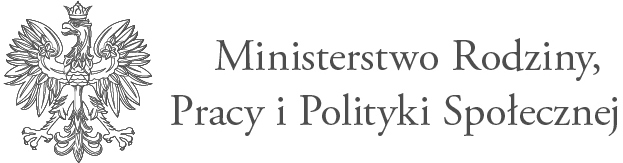 Ministerstwo Rodziny,
Pracy i Polityki Społecznej